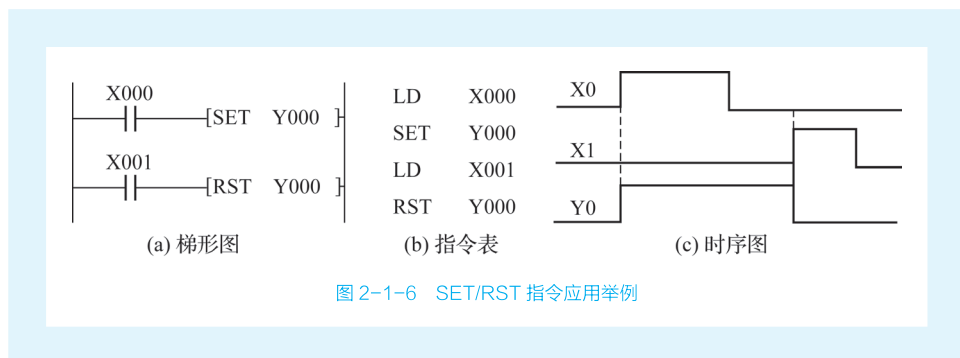 X000
[SET Y000]
X001
[RST Y000]
(a) 梯形图
LD X000
SET Y000
LD X001
RST Y000
(b) 指令表
X0
X1
Y0
(c) 时序图
图 2-1-6 SET/RST 指令应用举例